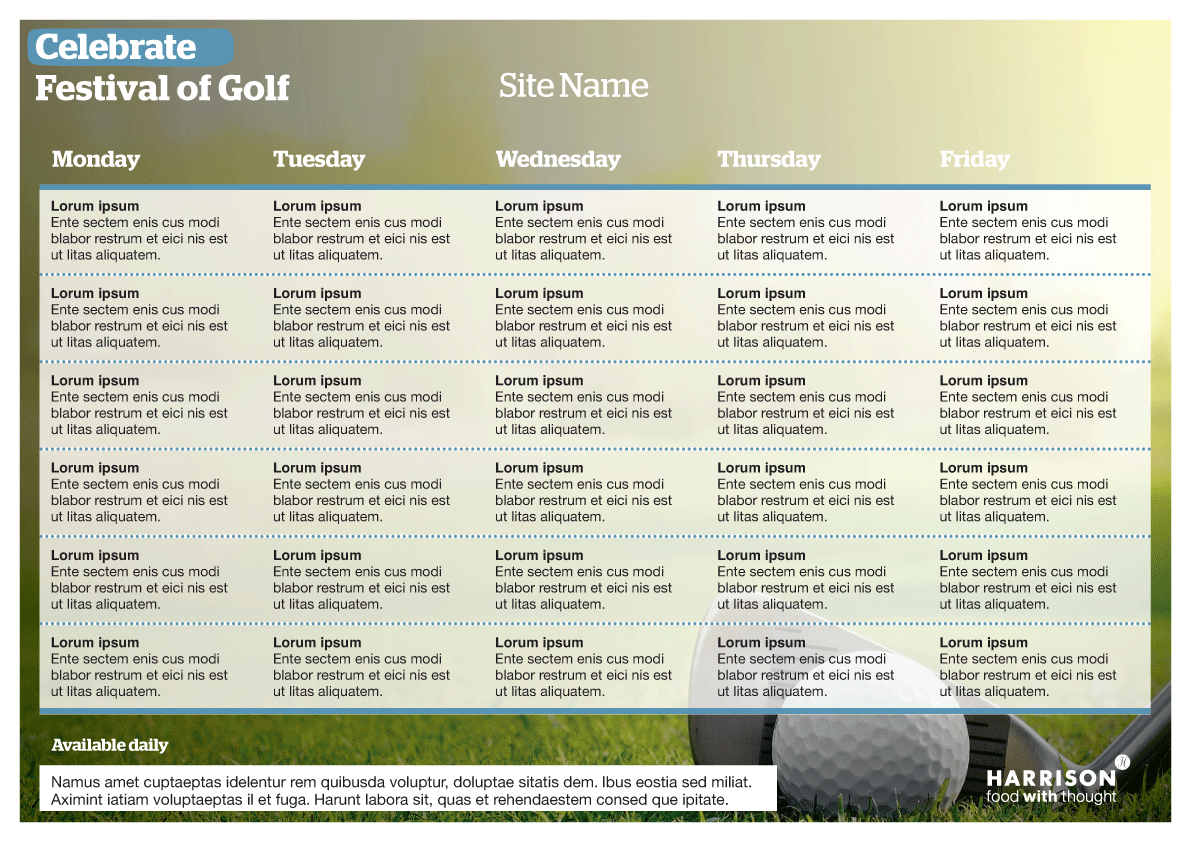 Celebrate
Festival of Golf
Site Name
Monday Tuesday Wednesday Thursday Friday
Lorum ipsum Lorum ipsum Lorum ipsum Lorum ipsum Lorum ipsum
Ente sectem enis cus modi Ente sectem enis cus modi Ente sectem enis cus modi Ente sectem enis cus modi Ente sectem enis cus modi
blabor restrum et eici nis est blabor restrum et eici nis est blabor restrum et eici nis est blabor restrum et eici nis est blabor restrum et eici nis est
ut litas aliquatem. ut litas aliquatem. ut litas aliquatem. ut litas aliquatem. ut litas aliquatem.
Lorum ipsum Lorum ipsum Lorum ipsum Lorum ipsum Lorum ipsum
Ente sectem enis cus modi Ente sectem enis cus modi Ente sectem enis cus modi Ente sectem enis cus modi Ente sectem enis cus modi
blabor restrum et eici nis est blabor restrum et eici nis est blabor restrum et eici nis est blabor restrum et eici nis est blabor restrum et eici nis est
ut litas aliquatem. ut litas aliquatem. ut litas aliquatem. ut litas aliquatem. ut litas aliquatem.
Lorum ipsum Lorum ipsum Lorum ipsum Lorum ipsum Lorum ipsum
Ente sectem enis cus modi Ente sectem enis cus modi Ente sectem enis cus modi Ente sectem enis cus modi Ente sectem enis cus modi
blabor restrum et eici nis est blabor restrum et eici nis est blabor restrum et eici nis est blabor restrum et eici nis est blabor restrum et eici nis est
ut litas aliquatem. ut litas aliquatem. ut litas aliquatem. ut litas aliquatem. ut litas aliquatem.
Lorum ipsum Lorum ipsum Lorum ipsum Lorum ipsum Lorum ipsum
Ente sectem enis cus modi Ente sectem enis cus modi Ente sectem enis cus modi Ente sectem enis cus modi Ente sectem enis cus modi
blabor restrum et eici nis est blabor restrum et eici nis est blabor restrum et eici nis est blabor restrum et eici nis est blabor restrum et eici nis est
ut litas aliquatem. ut litas aliquatem. ut litas aliquatem. ut litas aliquatem. ut litas aliquatem.
Lorum ipsum Lorum ipsum Lorum ipsum Lorum ipsum Lorum ipsum
Ente sectem enis cus modi Ente sectem enis cus modi Ente sectem enis cus modi Ente sectem enis cus modi Ente sectem enis cus modi
blabor restrum et eici nis est blabor restrum et eici nis est blabor restrum et eici nis est blabor restrum et eici nis est blabor restrum et eici nis est
ut litas aliquatem. ut litas aliquatem. ut litas aliquatem. ut litas aliquatem. ut litas aliquatem.
Lorum ipsum Lorum ipsum Lorum ipsum Lorum ipsum Lorum ipsum
Ente sectem enis cus modi Ente sectem enis cus modi Ente sectem enis cus modi Ente sectem enis cus modi Ente sectem enis cus modi
blabor restrum et eici nis est blabor restrum et eici nis est blabor restrum et eici nis est blabor restrum et eici nis est blabor restrum et eici nis est
ut litas aliquatem. ut litas aliquatem. ut litas aliquatem. ut litas aliquatem. ut litas aliquatem.
Available daily
Namus amet cuptaeptas idelentur rem quibusda voluptur, doluptae sitatis dem. Ibus eostia sed miliat.
Aximint iatiam voluptaeptas il et fuga. Harunt labora sit, quas et rehendaestem consed que ipitate.
HARRISON H
food with thought